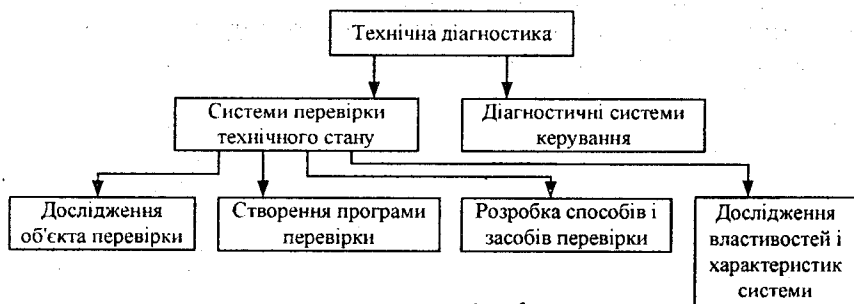 Технічна діагностика
Системи перевірки
технічного стану
Діагностичні системи
керування
Дослідження
об'єкта перевірки
Створення програми
перевірки
Розробка способів і
засобів перевірки
Дослідження
властивостей і
характеристик
системи